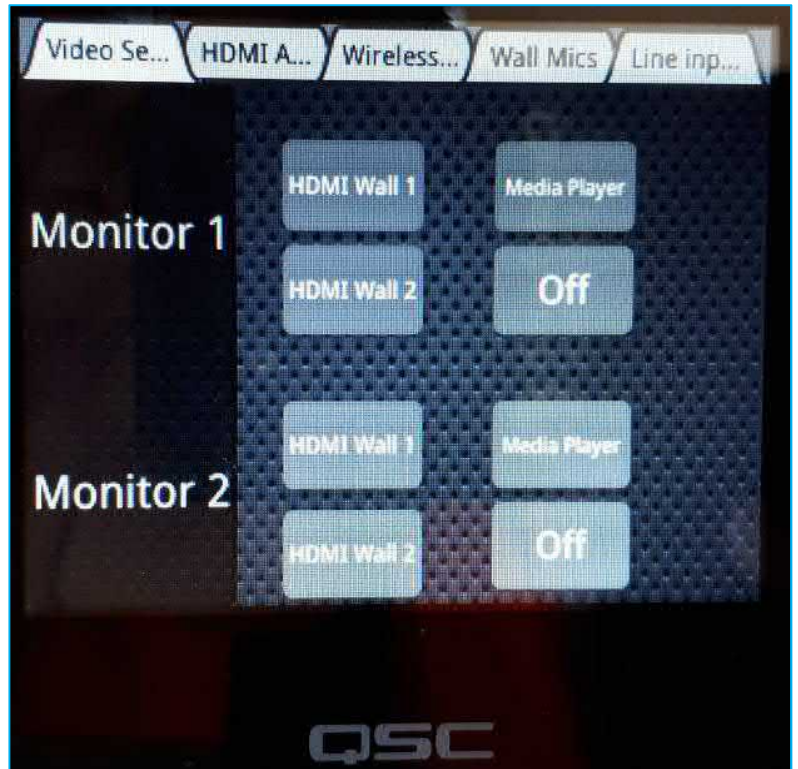 Video Se... HDMI A... Wireless... Wall Mics Line inp...
Monitor 1
HDMI Wall 1 Media Player
HDMI Wall 2 Off
Monitor 2
HDMI Wall 1 Media Player
HDMI Wall 2 Off
QSC